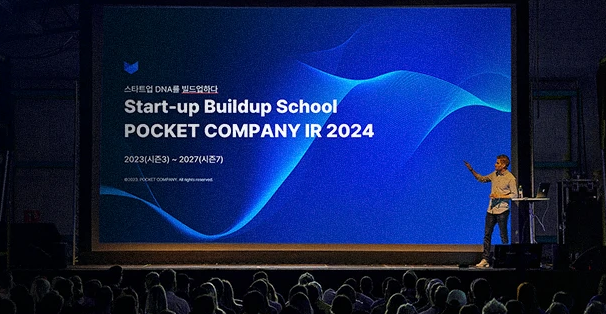 스타트업 DNA를 빌드업하다
Start-up Buildup School
POCKET COMPANY IR 2024
2023(시즌3) ~ 2027(시즌7)
©2023. POCKET COMPANY. All rights reserved.